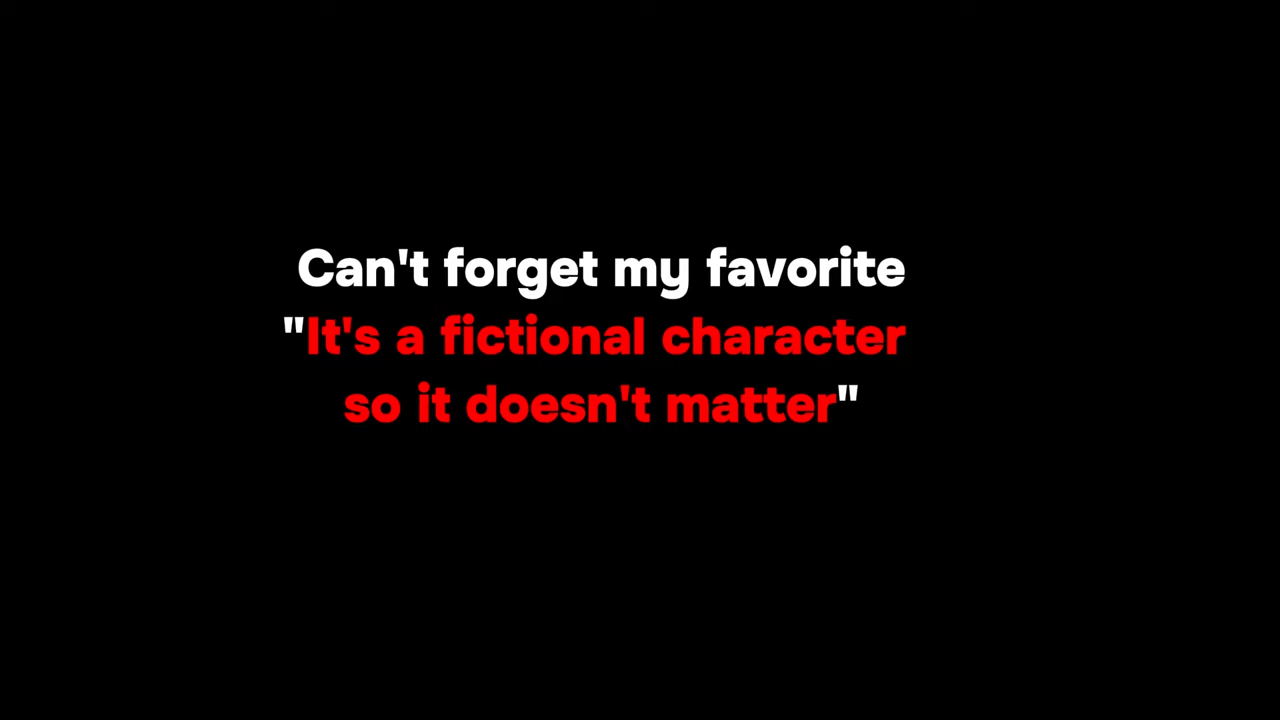 Can't forget my favorite
"It's a fictional character
so it doesn't matter"